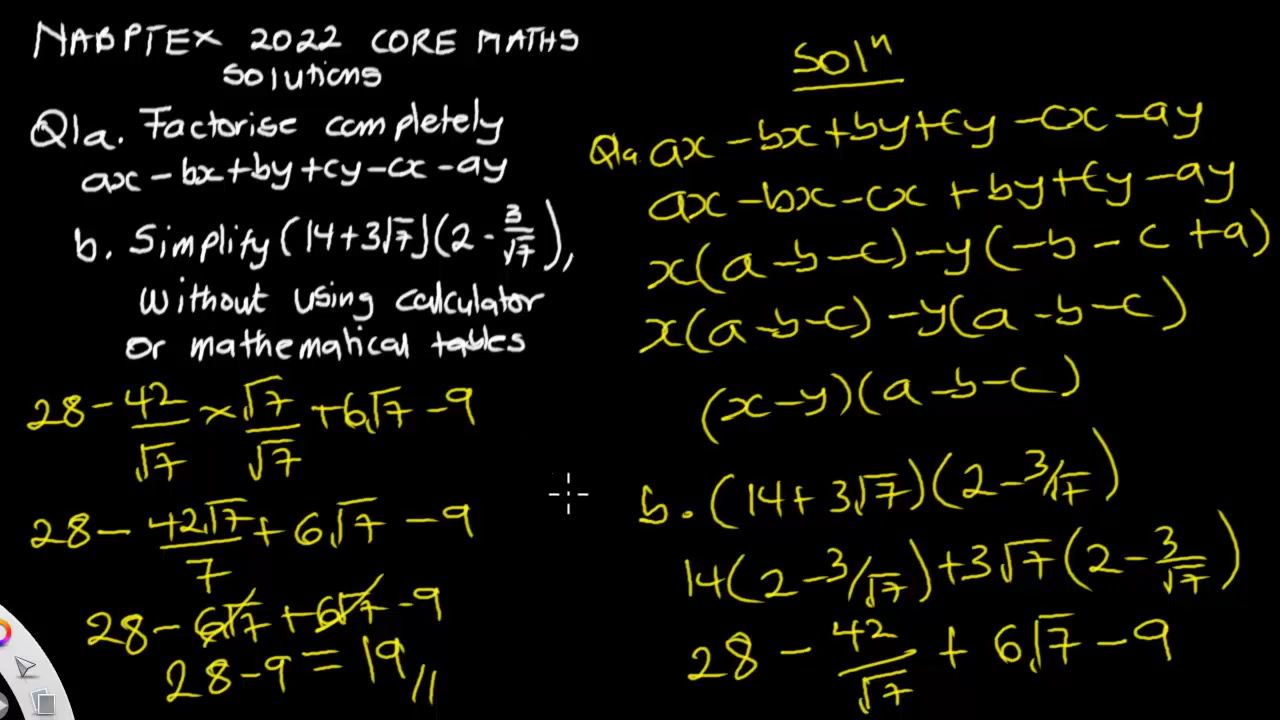 NABPTEX 2022 CORE MATHS
Solutions
Q1a. Factorise completely
ax - bx + by + cy - cx - ay
b. Simplify (14 + 3√7)(2 - 3/√7),
without using calculator
or mathematical tables
28 - 42/√7 × √7/√7 + 6√7 - 9
28 - 42√7/7 + 6√7 - 9
28 - 6√7 + 6√7 - 9
28 - 9 = 19 //
Solⁿ
Q1a. ax - bx + by + cy - cx - ay
ax - bx - cx + by + cy - ay
x(a - b - c) - y(-b - c + a)
x(a - b - c) - y(a - b - c)
(x - y)(a - b - c)
b. (14 + 3√7)(2 - 3/√7)
14(2 - 3/√7) + 3√7(2 - 3/√7)
28 - 42/√7 + 6√7 - 9